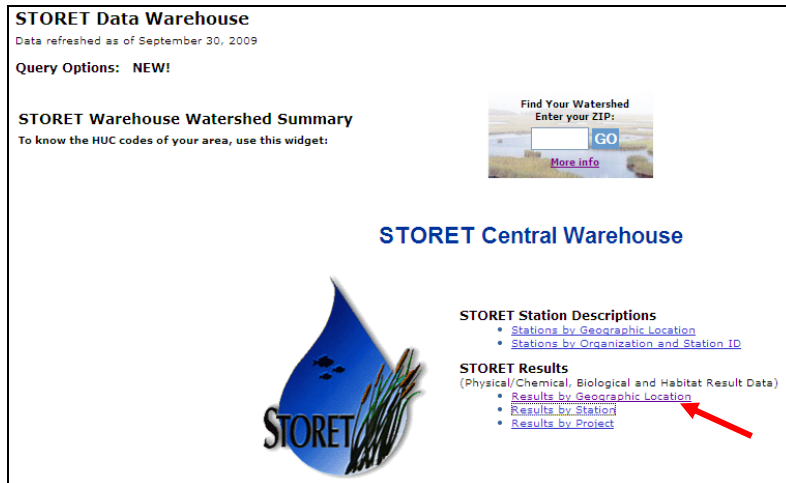 STORET Data Warehouse
Data refreshed as of September 30, 2009
Query Options: NEW!
STORET Warehouse Watershed Summary
To know the HUC codes of your area, use this widget:
Find Your Watershed
Enter your ZIP:
GO
More info
STORET Central Warehouse
STORET Station Descriptions
Stations by Geographic Location
Stations by Organization and Station ID
STORET Results
(Physical/Chemical, Biological and Habitat Result Data)
Results by Geographic Location
Results by Station
Results by Project
STORET